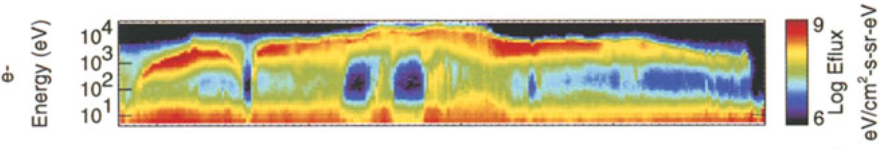 e-
Energy (eV)
10⁴
10³
10²
10¹
9
6
Log Eflux
eV/cm²-s-sr-eV